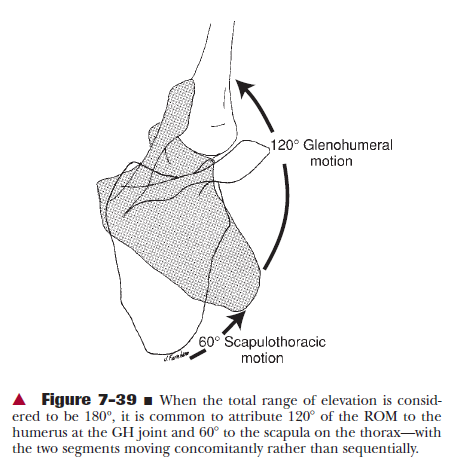 120° Glenohumeral
motion
60° Scapulothoracic
motion
▲ Figure 7-39 ■ When the total range of elevation is consid-
ered to be 180°, it is common to attribute 120° of the ROM to the
humerus at the GH joint and 60° to the scapula on the thorax—with
the two segments moving concomitantly rather than sequentially.